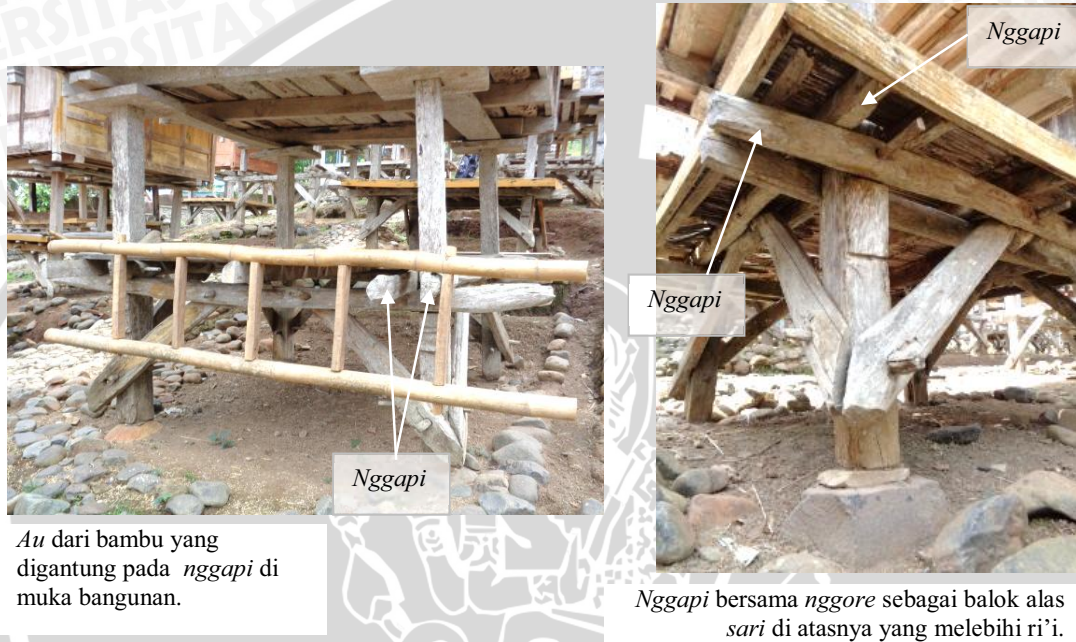 Nggapi
Nggapi
Nggapi
Au dari bambu yang
digantung pada nggapi di
muka bangunan.
Nggapi bersama nggore sebagai balok alas
sari di atasnya yang melebihi ri'i.